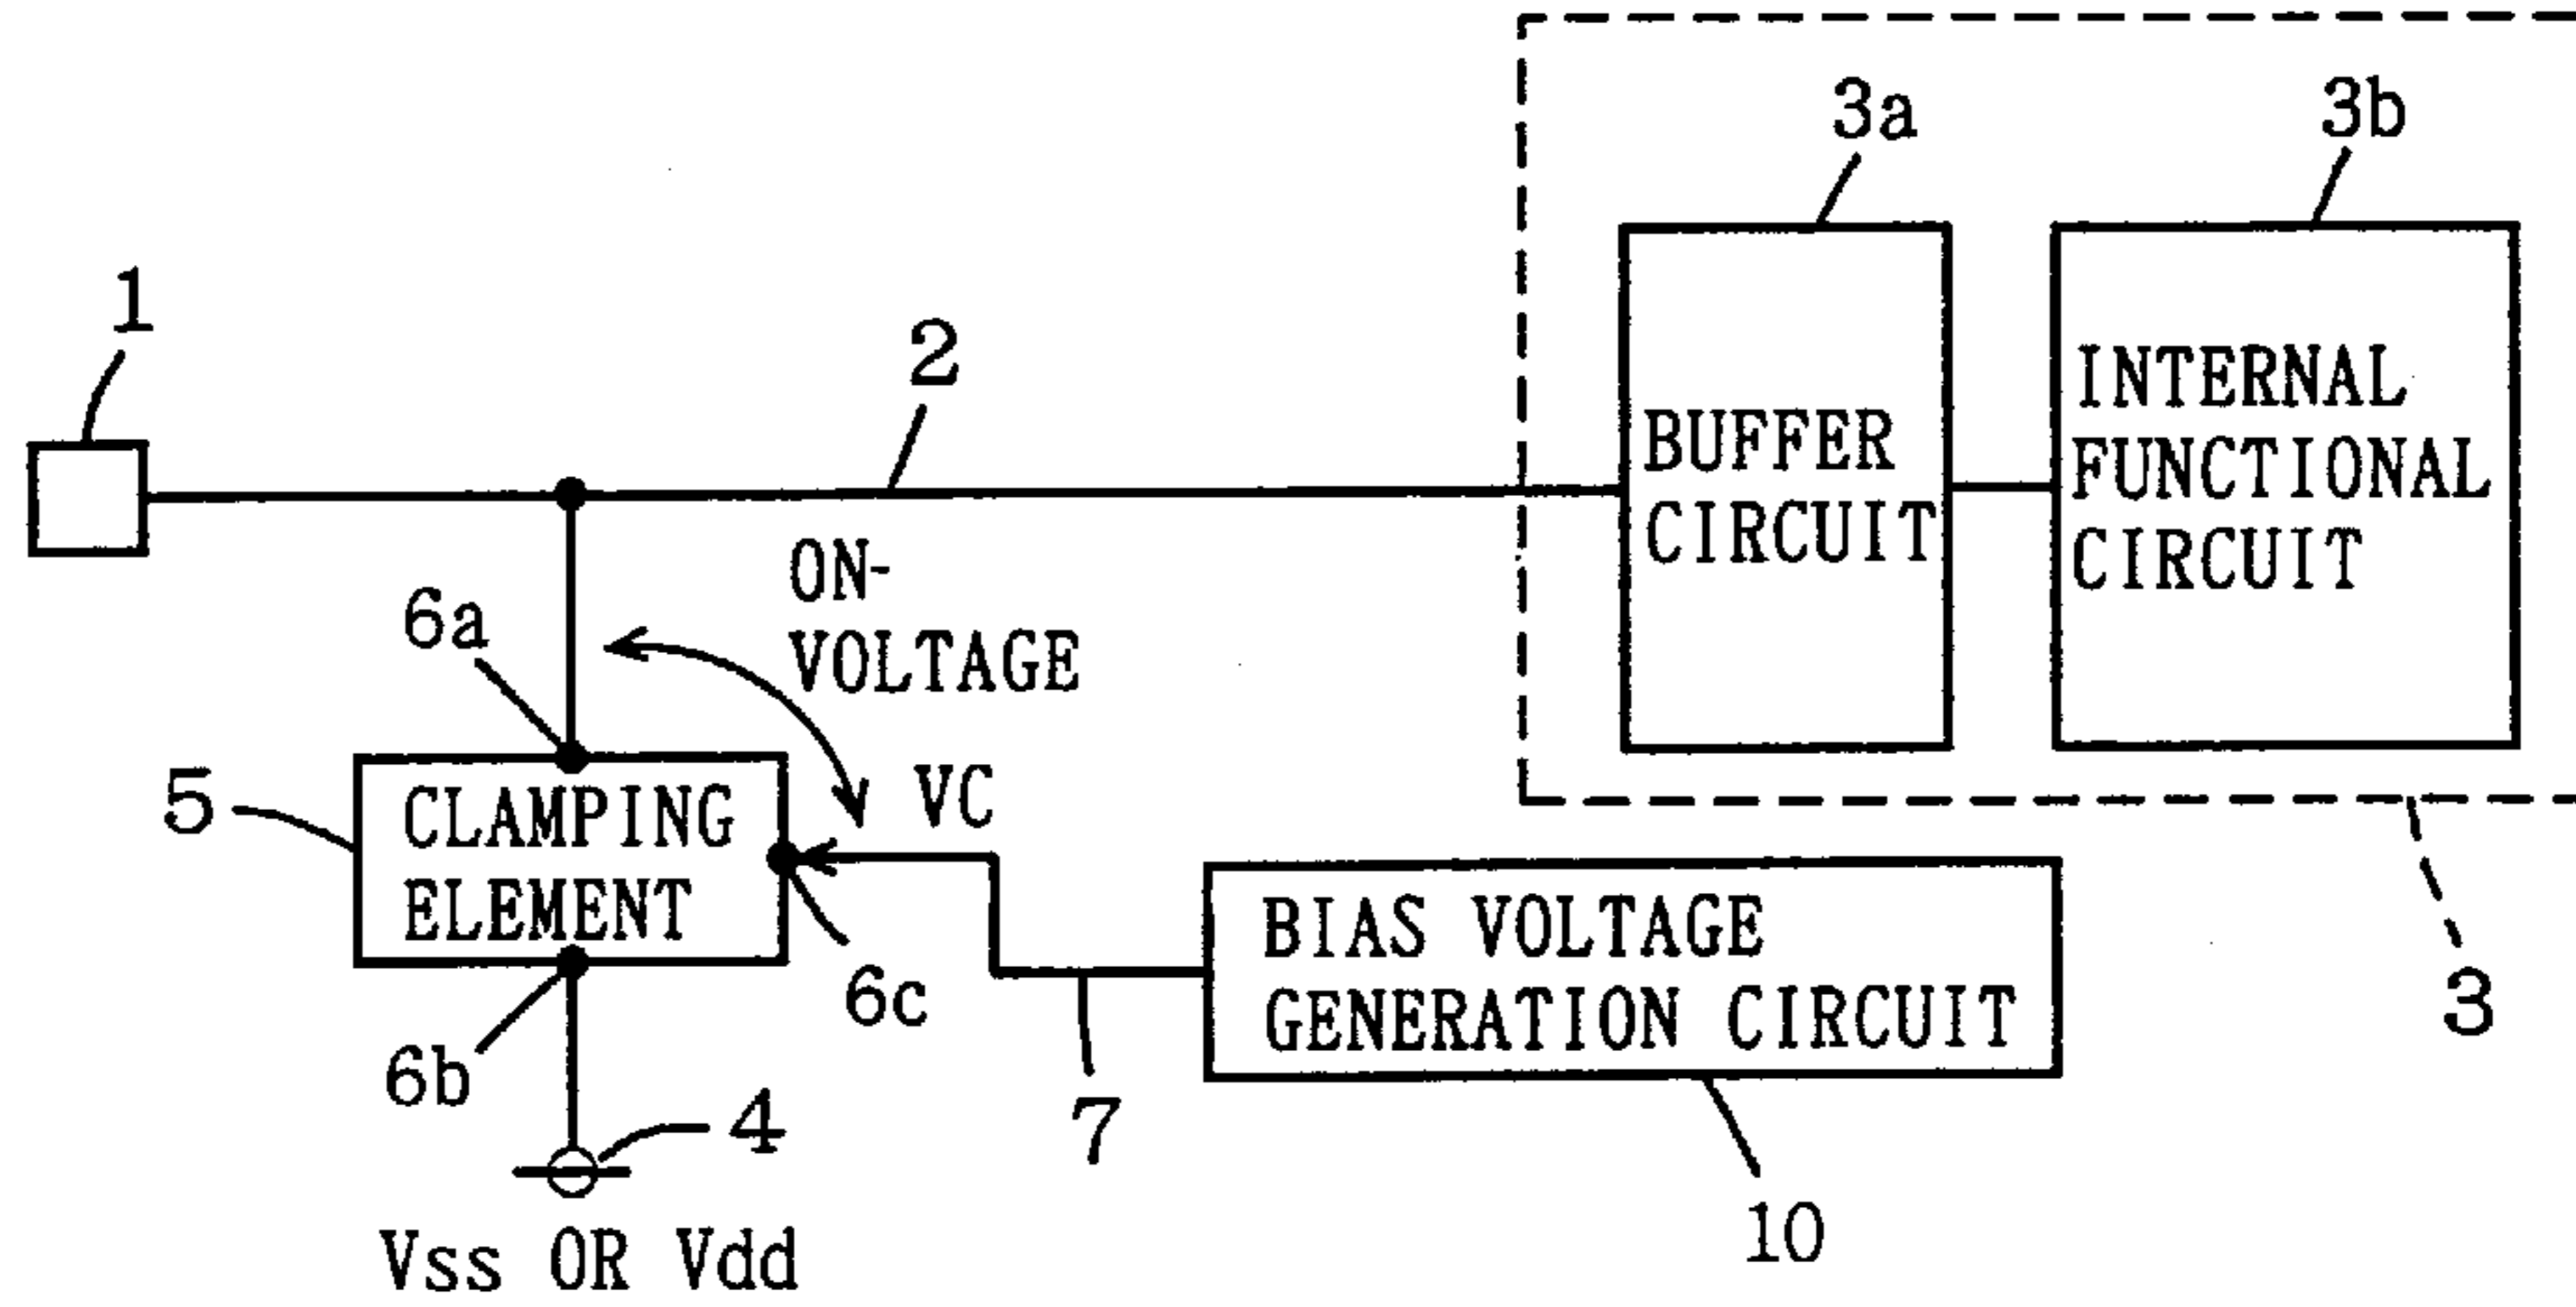 3a
3b
1
2
BUFFER
CIRCUIT
INTERNAL
FUNCTIONAL
CIRCUIT
ON-
VOLTAGE
6a
5
CLAMPING
ELEMENT
VC
6c
6b
4
Vss OR Vdd
7
BIAS VOLTAGE
GENERATION CIRCUIT
10
3